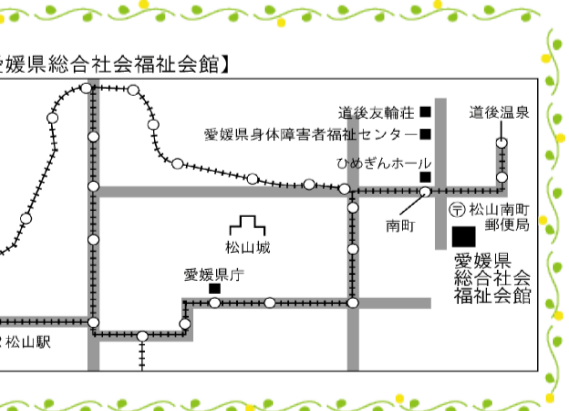 愛媛県総合社会福祉会館】
道後友輪荘
道後温泉
愛媛県身体障害者福祉センター
ひめぎんホール
南町
〒松山南町
郵便局
松山城
愛媛県
総合社会
福祉会館
愛媛県庁
松山駅